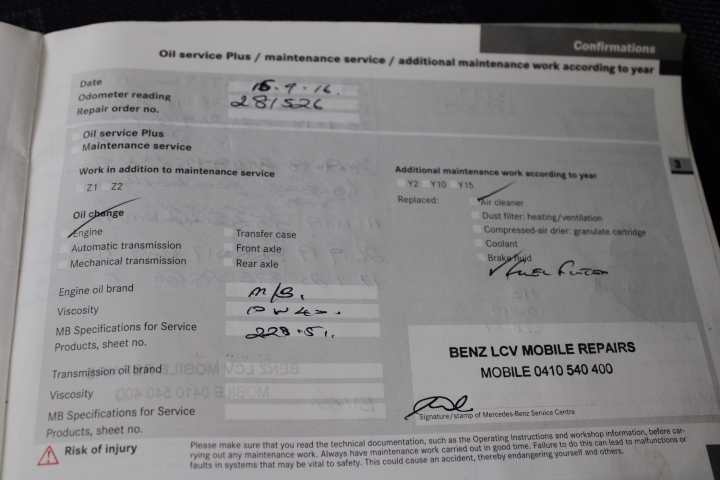 Confirmations
Oil service Plus / maintenance service / additional maintenance work according to year
Date 15.9.16.
Odometer reading 281526
Repair order no.
3
Oil service Plus
Maintenance service
Work in addition to maintenance service
Z1 Z2
Oil change
Engine
Automatic transmission
Mechanical transmission
Transfer case
Front axle
Rear axle
Additional maintenance work according to year
Y2 Y10 Y15
Replaced: Air cleaner
Dust filter: heating/ventilation
Compressed-air drier: granulate cartridge
Coolant
Brake fluid
FUEL FILTER
Engine oil brand M/B.
Viscosity
MB Specifications for Service 228.51.
Products, sheet no.
Transmission oil brand
Viscosity
MB Specifications for Service
Products, sheet no.
BENZ LCV MOBILE REPAIRS
MOBILE 0410 540 400
Signature/stamp of Mercedes-Benz Service Centre
Risk of injury
Please make sure that you read the technical documentation, such as the Operating Instructions and workshop information, before car-
rying out any maintenance work. Always have maintenance work carried out in good time. Failure to do this can lead to malfunctions or
faults in systems that may be vital to safety. This could cause an accident, thereby endangering yourself and others.